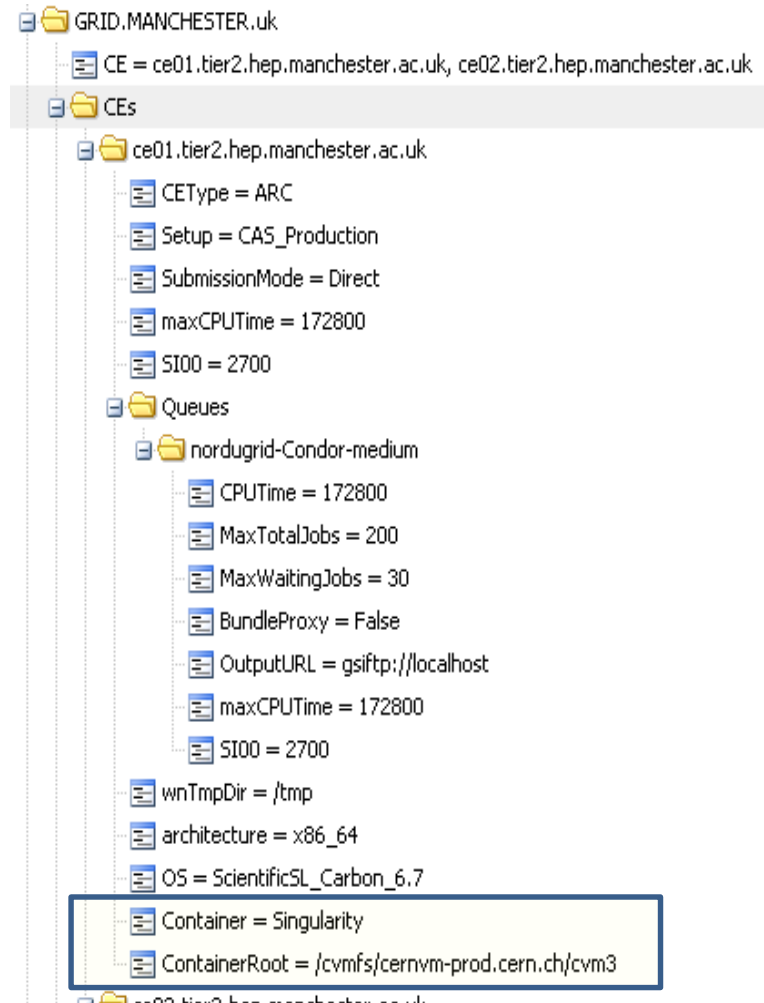 GRID.MANCHESTER.uk
CE = ce01.tier2.hep.manchester.ac.uk, ce02.tier2.hep.manchester.ac.uk
CEs
ce01.tier2.hep.manchester.ac.uk
CEType = ARC
Setup = CAS_Production
SubmissionMode = Direct
maxCPUTime = 172800
SI00 = 2700
Queues
nordugrid-Condor-medium
CPUTime = 172800
MaxTotalJobs = 200
MaxWaitingJobs = 30
BundleProxy = False
OutputURL = gsiftp://localhost
maxCPUTime = 172800
SI00 = 2700
wnTmpDir = /tmp
architecture = x86_64
OS = ScientificSL_Carbon_6.7
Container = Singularity
ContainerRoot = /cvmfs/cernvm-prod.cern.ch/cvm3